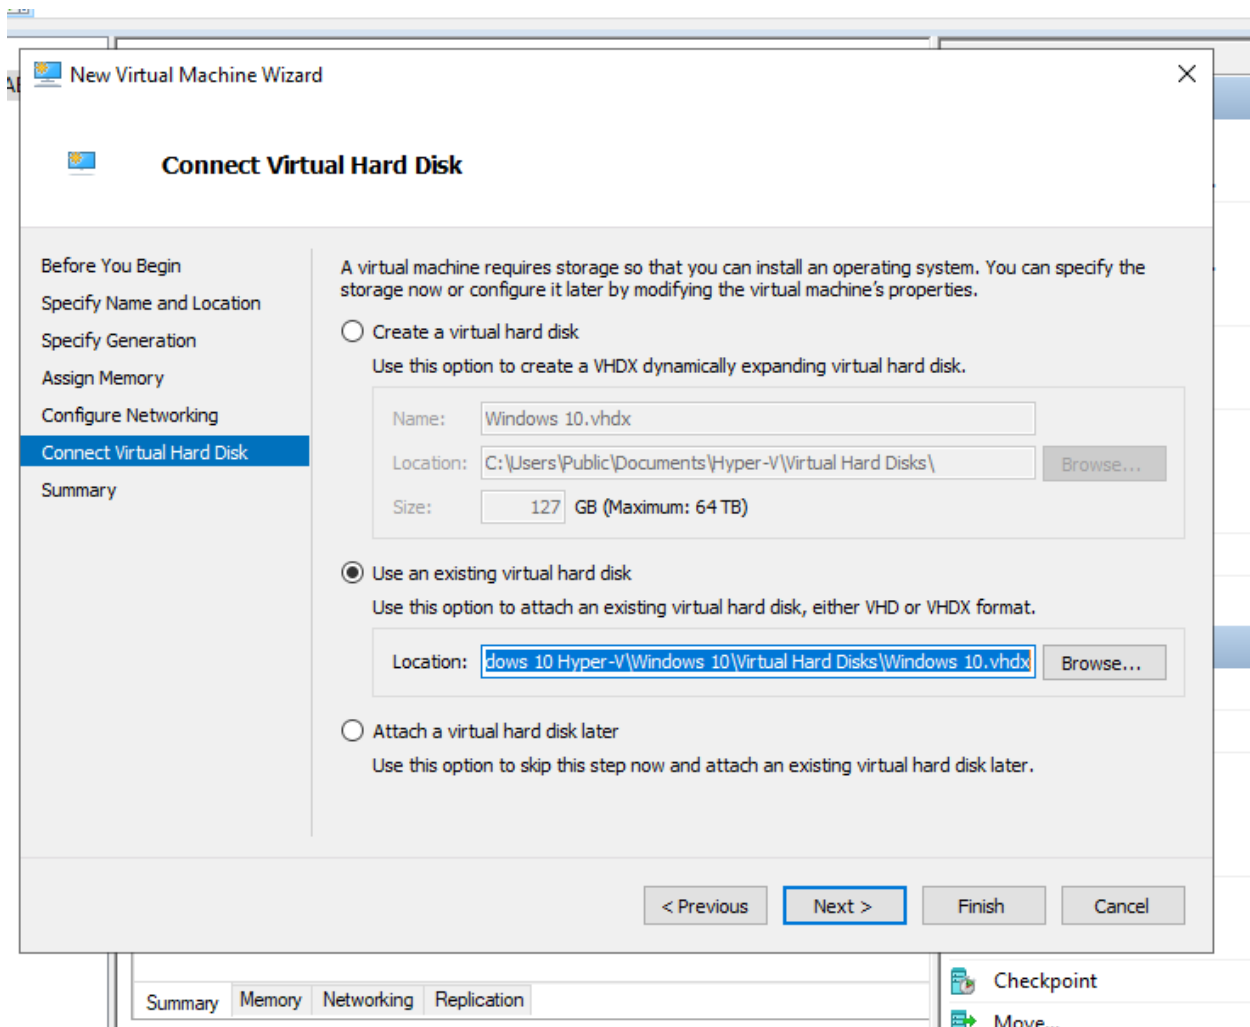 New Virtual Machine Wizard
Connect Virtual Hard Disk
Before You Begin
Specify Name and Location
Specify Generation
Assign Memory
Configure Networking
Connect Virtual Hard Disk
Summary
A virtual machine requires storage so that you can install an operating system. You can specify the
storage now or configure it later by modifying the virtual machine's properties.
Create a virtual hard disk
Use this option to create a VHDX dynamically expanding virtual hard disk.
Name: Windows 10.vhdx
Location: C:\Users\Public\Documents\Hyper-V\Virtual Hard Disks\ Browse...
Size: 127 GB (Maximum: 64 TB)
Use an existing virtual hard disk
Use this option to attach an existing virtual hard disk, either VHD or VHDX format.
Location: dows 10 Hyper-V\Windows 10\Virtual Hard Disks\Windows 10.vhdx Browse...
Attach a virtual hard disk later
Use this option to skip this step now and attach an existing virtual hard disk later.
< Previous Next > Finish Cancel
Summary Memory Networking Replication
Checkpoint
Move...